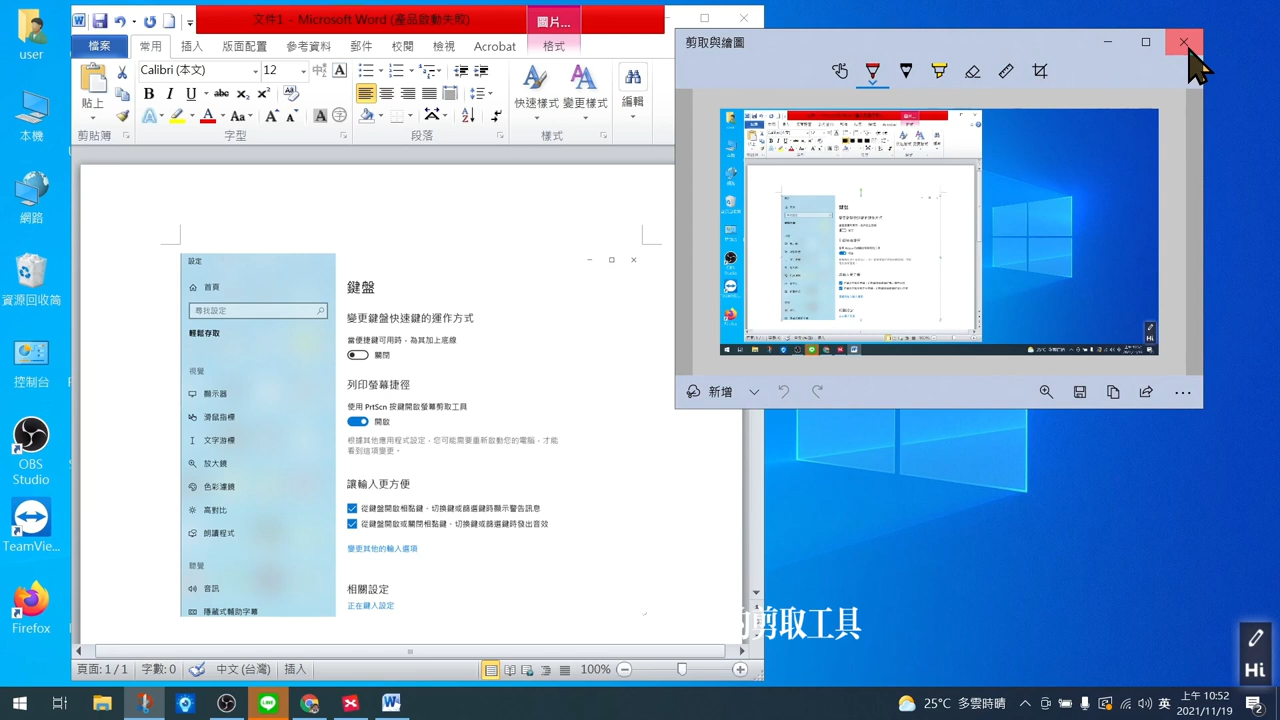 user
本機
網路
資源回收筒
控制台
OBS
Studio
TeamVie...
Firefox
文件1 - Microsoft Word (產品啟動失敗)
圖片...
檔案
常用
插入
版面配置
參考資料
郵件
校閱
檢視
Acrobat
格式
Calibri (本文)
12
貼上
快速樣式
變更樣式
編輯
剪貼簿
字型
段落
樣式
設定
首頁
尋找設定
輕鬆存取
視覺
顯示器
滑鼠指標
文字游標
放大鏡
色彩濾鏡
高對比
朗讀程式
聽覺
音訊
隱藏式輔助字幕
鍵盤
變更鍵盤快速鍵的運作方式
當便捷鍵可用時，為其加上底線
關閉
列印螢幕捷徑
使用 PrtScn 按鍵開啟螢幕剪取工具
開啟
根據其他應用程式設定，您可能需要重新啟動您的電腦，才能
看到這項變更。
讓輸入更方便
從鍵盤開啟相黏鍵、切換鍵或篩選鍵時顯示警告訊息
從鍵盤開啟或關閉相黏鍵、切換鍵或篩選鍵時發出音效
變更其他的輸入選項
相關設定
正在鍵入設定
頁面: 1 / 1
字數: 0
中文 (台灣)
插入
100%
剪取與繪圖
新增
的剪取工具
Hi
25°C 多雲時晴
英
上午 10:52
2021/11/19